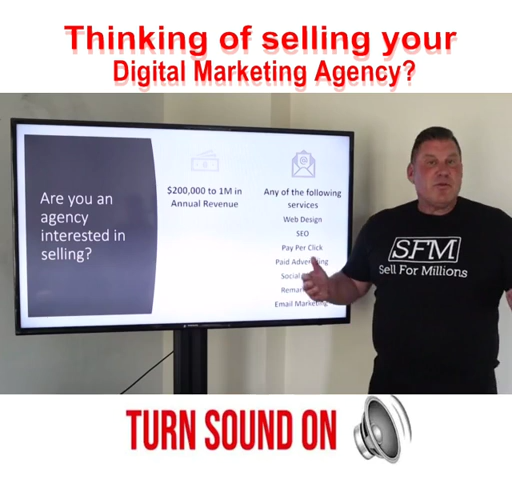 Thinking of selling your
Digital Marketing Agency?
Are you an
agency
interested in
selling?
$200,000 to 1M in
Annual Revenue
Any of the following
services
Web Design
SEO
Pay Per Click
Paid Advertising
Social
Email Marketing
SFM
Sell For Millions
TURN SOUND ON